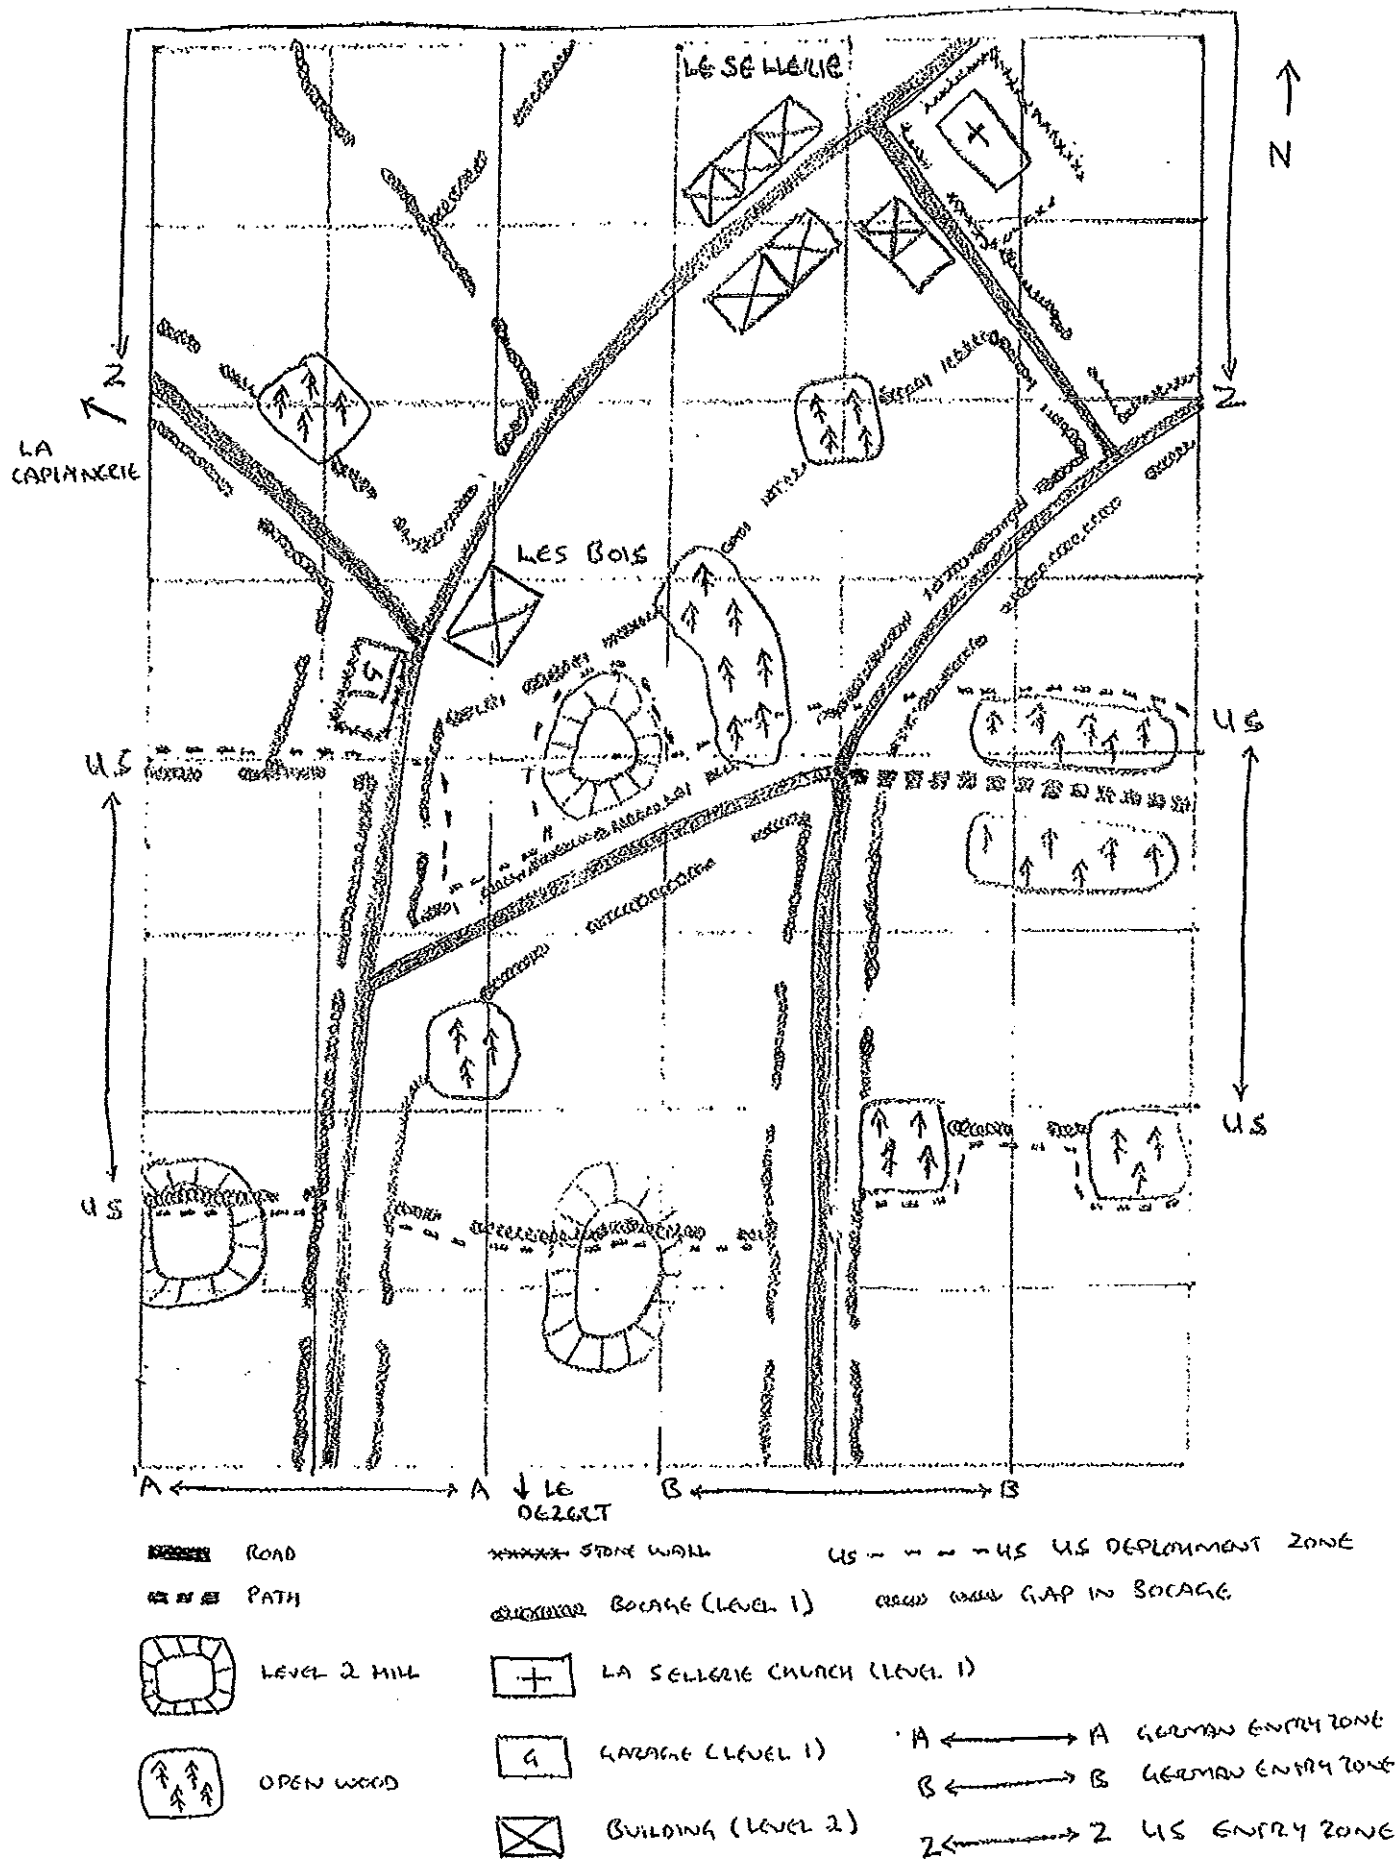 LE SELLERIE
N
Z
Z
LA
CAPLANERIE
LES BOIS
G
US
US
US
US
A
A
LE
DEZERT
B
B
ROAD
STONE WALL
US US US DEPLOYMENT ZONE
PATH
BOCAGE (LEVEL 1)
GAP IN BOCAGE
LEVEL 2 HILL
LA SELLERIE CHURCH (LEVEL 1)
G
GARAGE (LEVEL 1)
A A GERMAN ENTRY ZONE
OPEN WOOD
B B GERMAN ENTRY ZONE
BUILDING (LEVEL 2)
Z Z US ENTRY ZONE